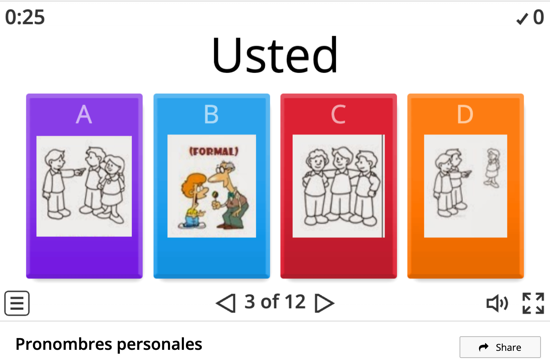 0:25
✓ 0
Usted
A
B
C
D
(FORMAL)
3 of 12
Pronombres personales
Share